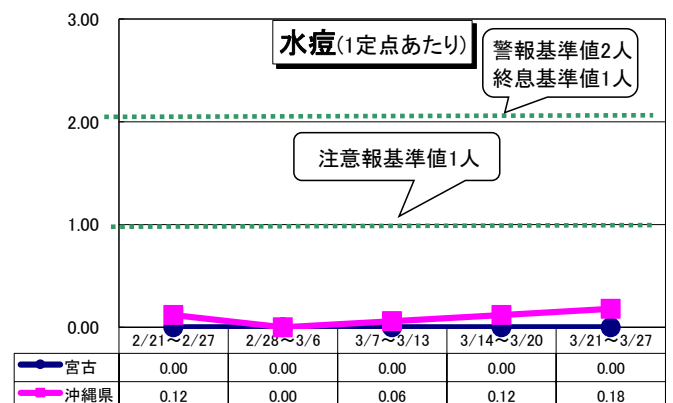 3.00
水痘(1定点あたり)
警報基準値2人
終息基準値1人
2.00
注意報基準値1人
1.00
0.00
2/21～2/27 2/28～3/6 3/7～3/13 3/14～3/20 3/21～3/27
宮古 0.00 0.00 0.00 0.00 0.00
沖縄県 0.12 0.00 0.06 0.12 0.18